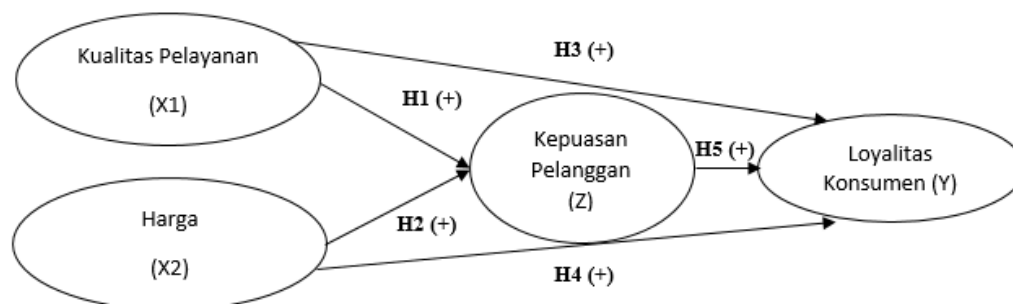 Kualitas Pelayanan
(X1)
H3 (+)
H1 (+)
Kepuasan
Pelanggan
(Z)
H5 (+)
Loyalitas
Konsumen (Y)
Harga
(X2)
H2 (+)
H4 (+)